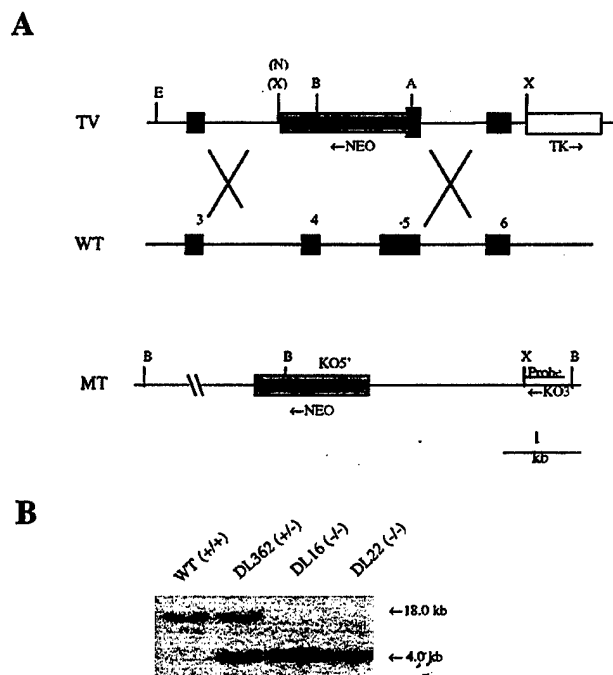 A
(N)
E (X) B A X
TV
←NEO TK→
3 4 5 6
WT
B B KO5' X Probe B
MT
←KO3'
←NEO
1
kb
B
WT (+/+) DL362 (+/-) DL16 (-/-) DL22 (-/-)
←18.0 kb
←4.0 kb